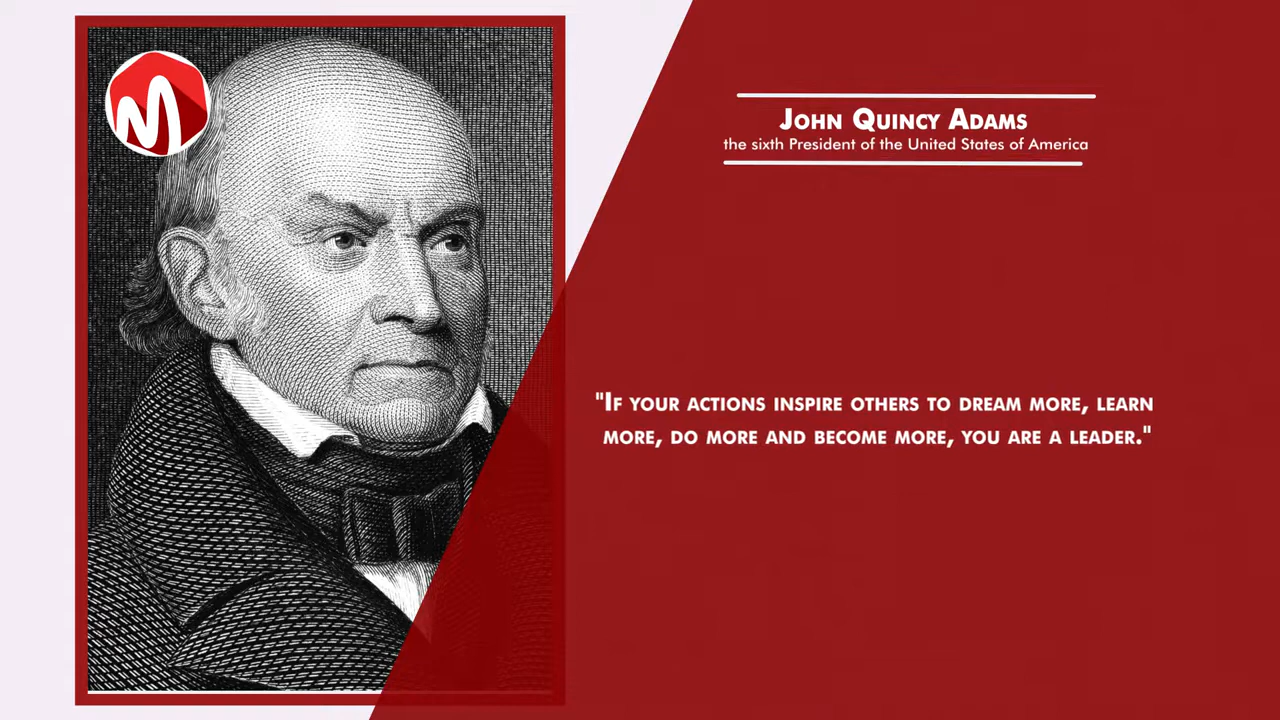 M
John Quincy Adams
the sixth President of the United States of America
"If your actions inspire others to dream more, learn
more, do more and become more, you are a leader."